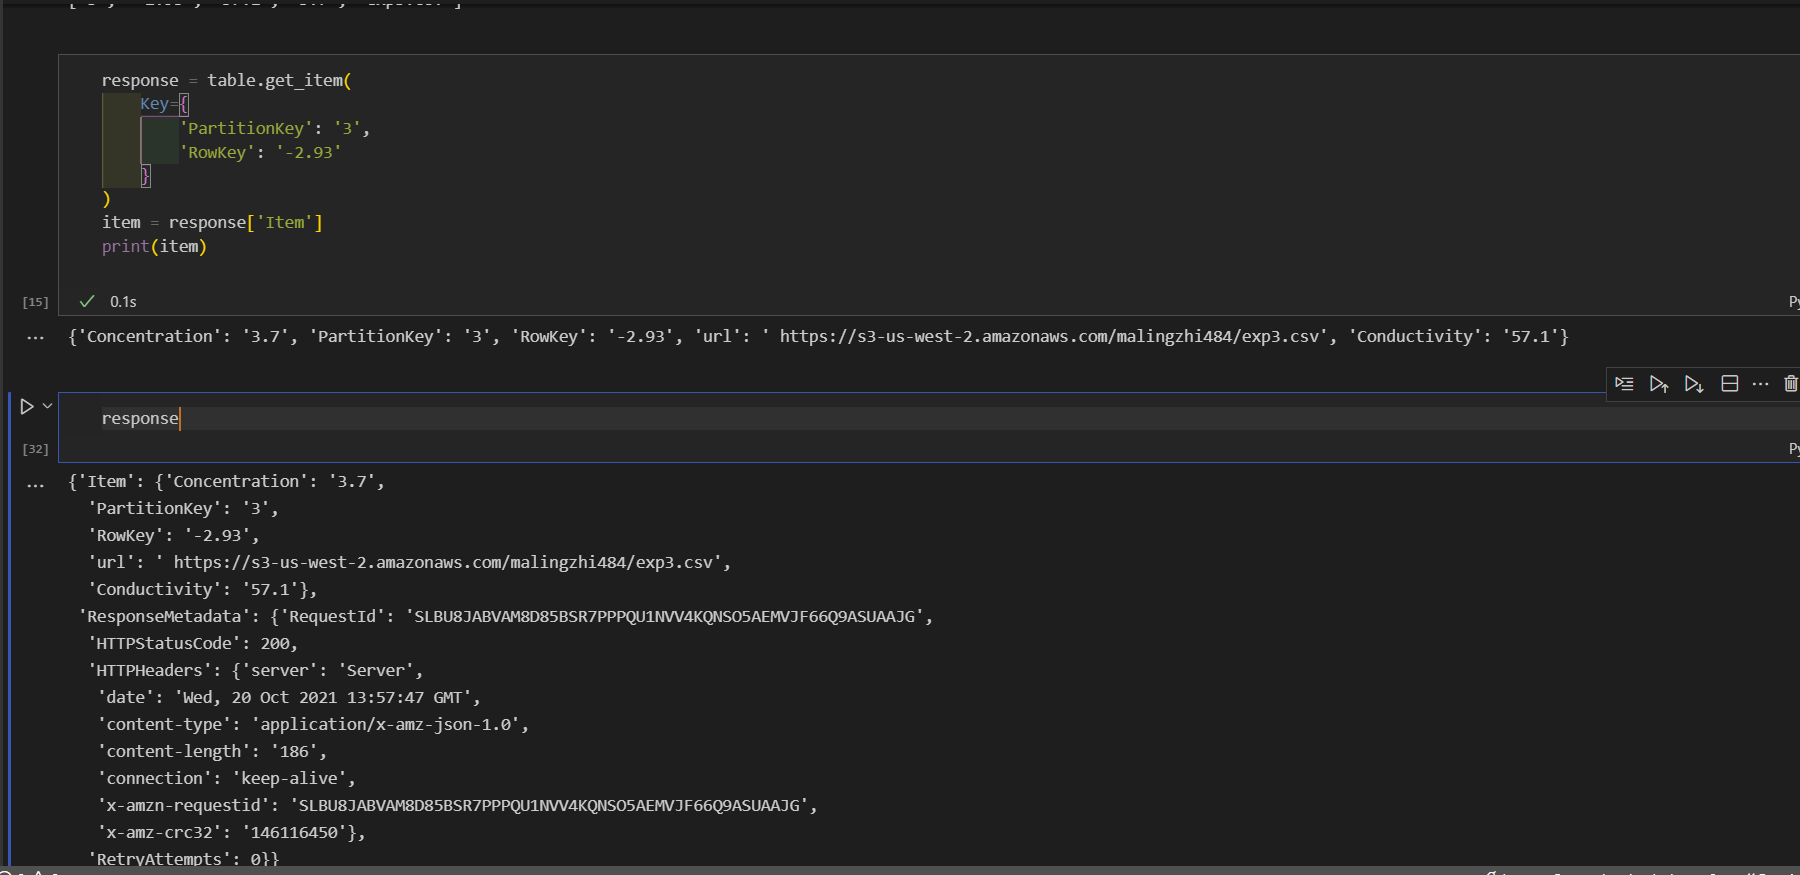 response = table.get_item(
Key={
'PartitionKey': '3',
'RowKey': '-2.93'
}
)
item = response['Item']
print(item)
[15]
0.1s
Py
{'Concentration': '3.7', 'PartitionKey': '3', 'RowKey': '-2.93', 'url': ' https://s3-us-west-2.amazonaws.com/malingzhi484/exp3.csv', 'Conductivity': '57.1'}
response
[32]
Py
{'Item': {'Concentration': '3.7',
'PartitionKey': '3',
'RowKey': '-2.93',
'url': ' https://s3-us-west-2.amazonaws.com/malingzhi484/exp3.csv',
'Conductivity': '57.1'},
'ResponseMetadata': {'RequestId': 'SLBU8JABVAM8D85BSR7PPPQU1NVV4KQNSO5AEMVJF66Q9ASUAAJG',
'HTTPStatusCode': 200,
'HTTPHeaders': {'server': 'Server',
'date': 'Wed, 20 Oct 2021 13:57:47 GMT',
'content-type': 'application/x-amz-json-1.0',
'content-length': '186',
'connection': 'keep-alive',
'x-amzn-requestid': 'SLBU8JABVAM8D85BSR7PPPQU1NVV4KQNSO5AEMVJF66Q9ASUAAJG',
'x-amz-crc32': '146116450'},
'RetryAttempts': 0}}